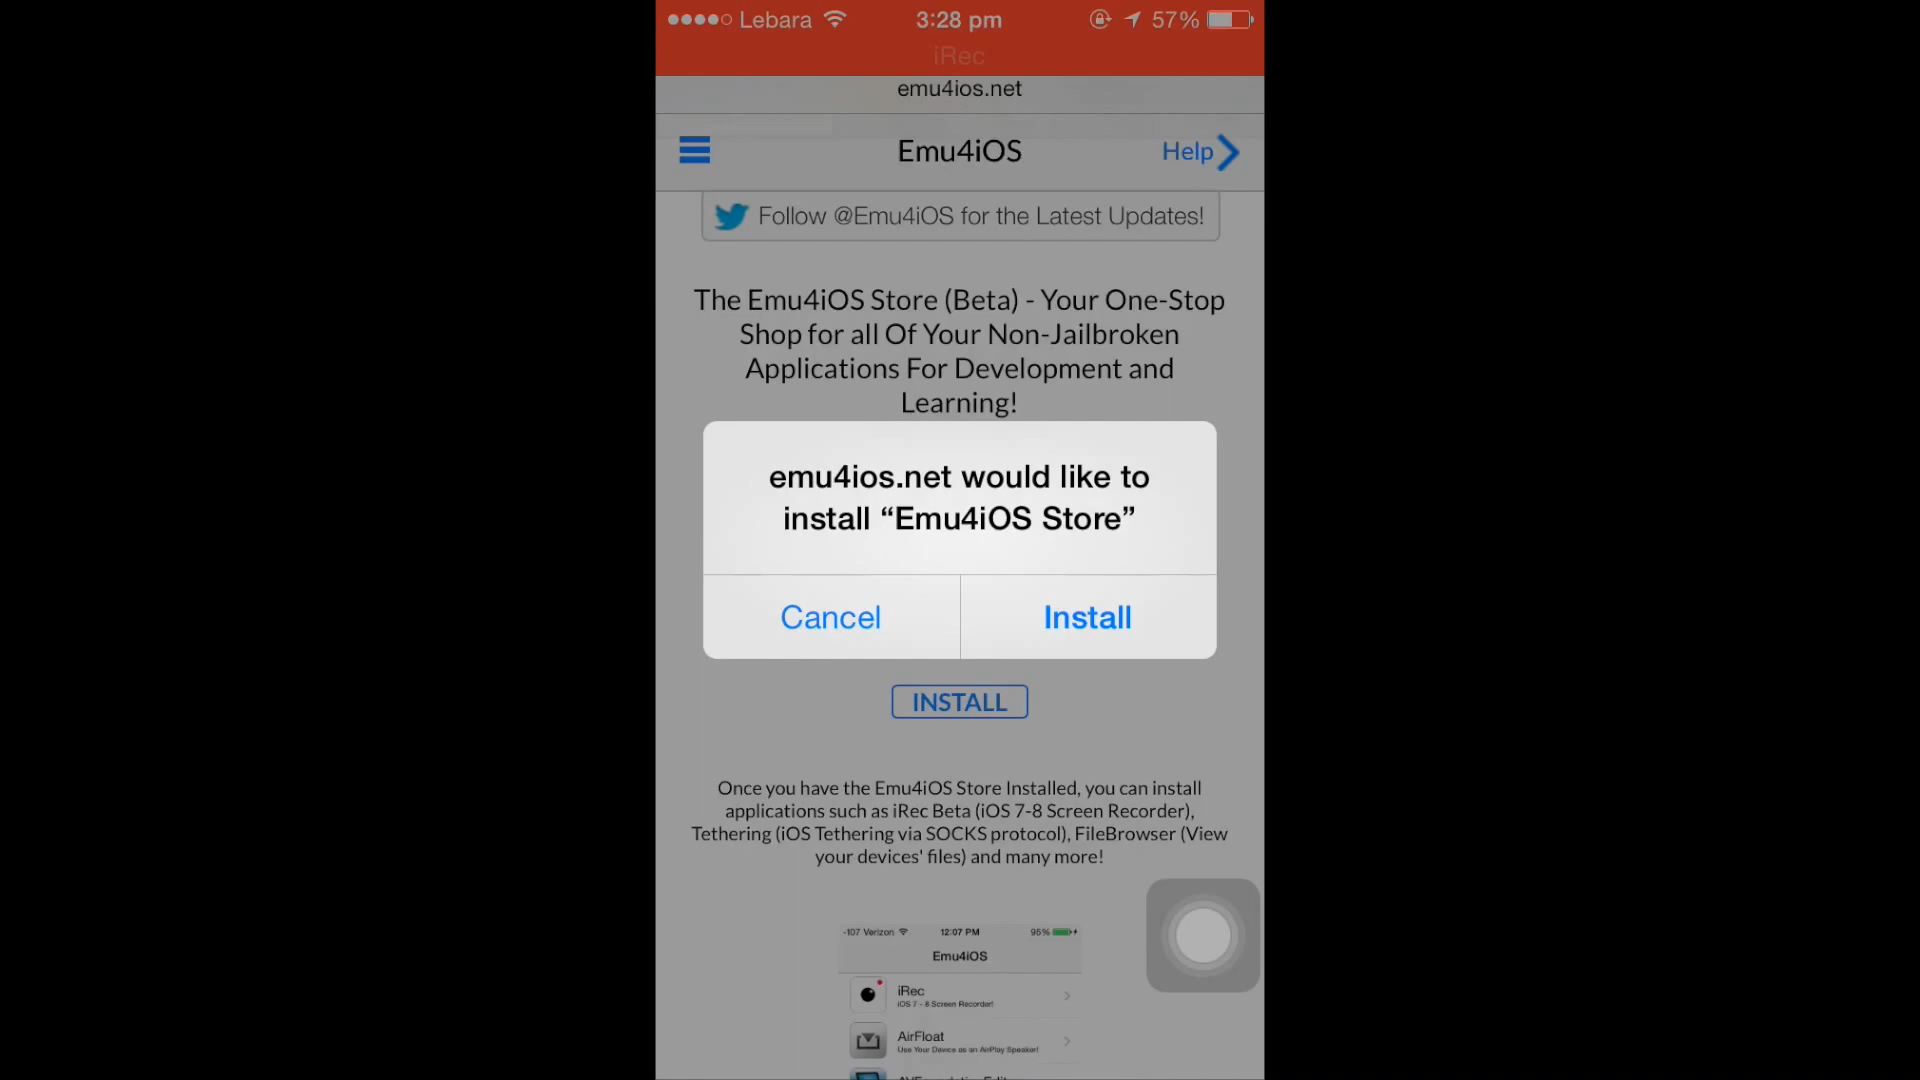 Lebara 3:28 pm 57%
iRec
emu4ios.net
Emu4iOS Help
Follow @Emu4iOS for the Latest Updates!
The Emu4iOS Store (Beta) - Your One-Stop
Shop for all Of Your Non-Jailbroken
Applications For Development and
Learning!
emu4ios.net would like to
install “Emu4iOS Store”
Cancel Install
INSTALL
Once you have the Emu4iOS Store Installed, you can install
applications such as iRec Beta (iOS 7-8 Screen Recorder),
Tethering (iOS Tethering via SOCKS protocol), FileBrowser (View
your devices' files) and many more!
-107 Verizon 12:07 PM 95%
Emu4iOS
iRec
iOS 7 - 8 Screen Recorder!
AirFloat
Use Your Device as an AirPlay Speaker!